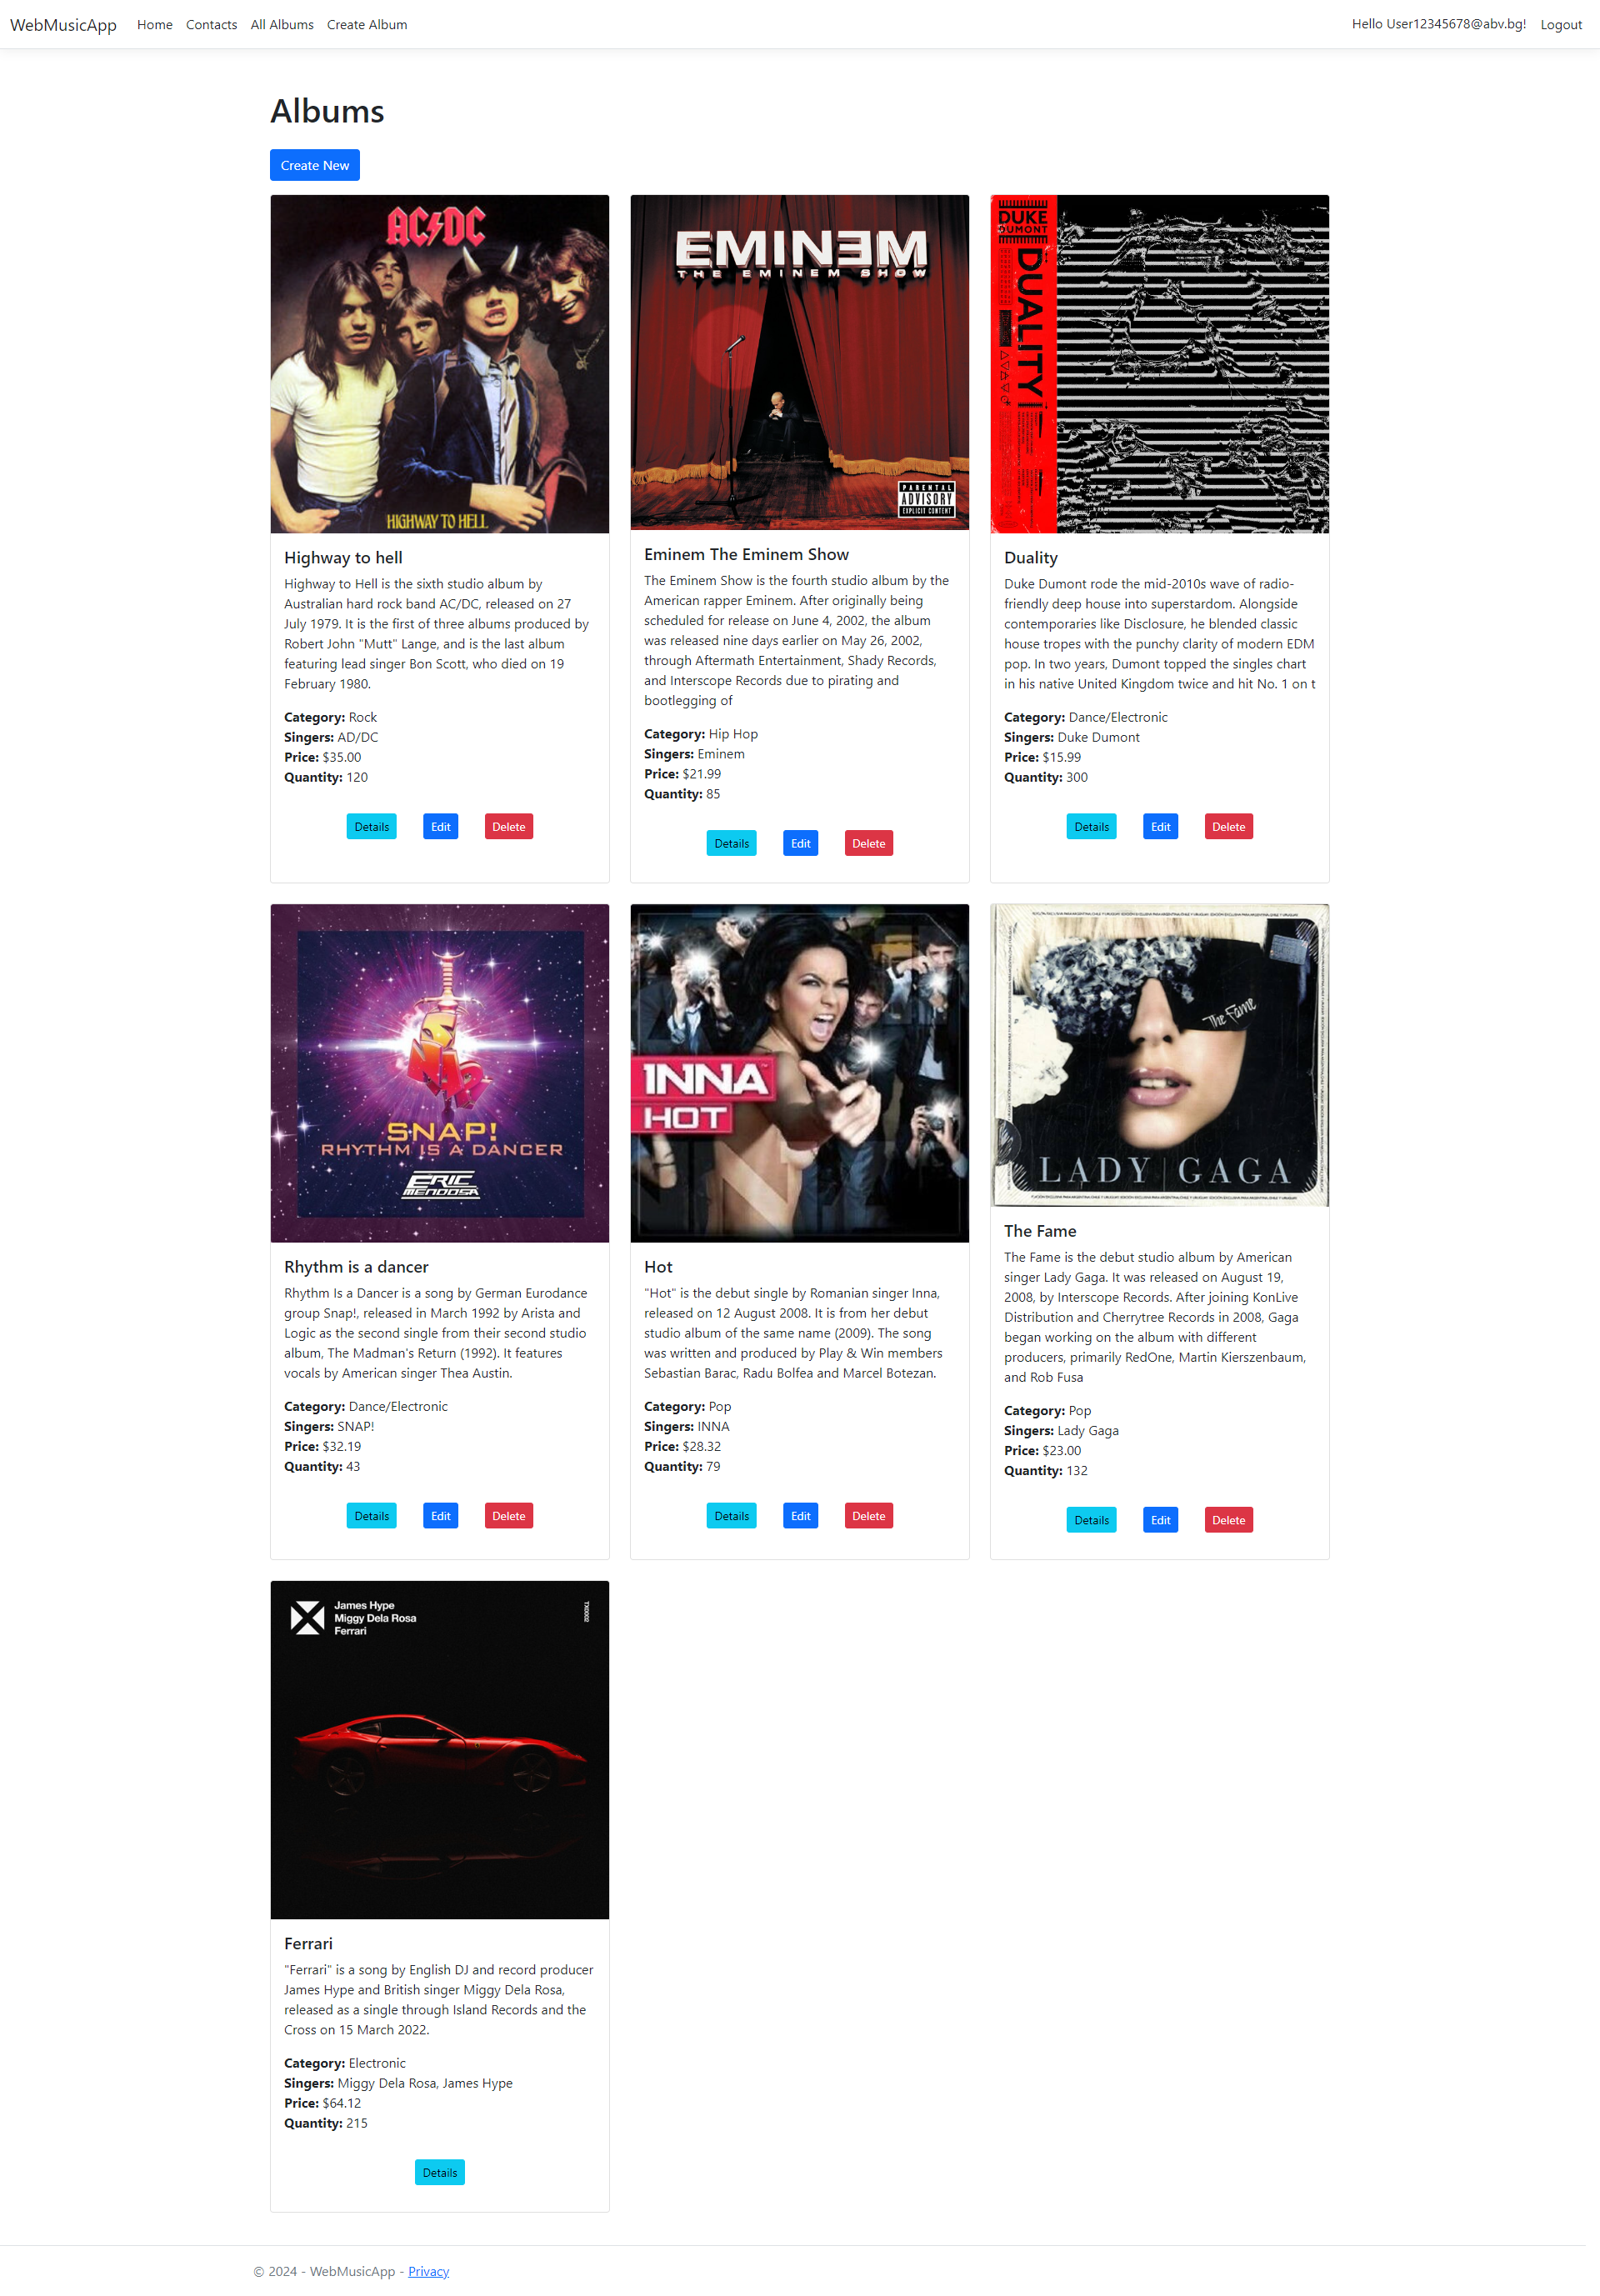 WebMusicApp Home Contacts All Albums Create Album Hello User12345678@abv.bg! Logout
Albums
Create New
AC/DC
HIGHWAY TO HELL
Highway to hell
Highway to Hell is the sixth studio album by
Australian hard rock band AC/DC, released on 27
July 1979. It is the first of three albums produced by
Robert John "Mutt" Lange, and is the last album
featuring lead singer Bon Scott, who died on 19
February 1980.
Category: Rock
Singers: AD/DC
Price: $35.00
Quantity: 120
Details Edit Delete
EMINEM
THE EMINEM SHOW
PARENTAL
ADVISORY
EXPLICIT CONTENT
Eminem The Eminem Show
The Eminem Show is the fourth studio album by the
American rapper Eminem. After originally being
scheduled for release on June 4, 2002, the album
was released nine days earlier on May 26, 2002,
through Aftermath Entertainment, Shady Records,
and Interscope Records due to pirating and
bootlegging of
Category: Hip Hop
Singers: Eminem
Price: $21.99
Quantity: 85
Details Edit Delete
DUKE
DUMONT
DUALITY
Duality
Duke Dumont rode the mid-2010s wave of radio-
friendly deep house into superstardom. Alongside
contemporaries like Disclosure, he blended classic
house tropes with the punchy clarity of modern EDM
pop. In two years, Dumont topped the singles chart
in his native United Kingdom twice and hit No. 1 on t
Category: Dance/Electronic
Singers: Duke Dumont
Price: $15.99
Quantity: 300
Details Edit Delete
SNAP
SNAP!
RHYTHM IS A DANCER
ERIC
MENDOSA
Rhythm is a dancer
Rhythm Is a Dancer is a song by German Eurodance
group Snap!, released in March 1992 by Arista and
Logic as the second single from their second studio
album, The Madman's Return (1992). It features
vocals by American singer Thea Austin.
Category: Dance/Electronic
Singers: SNAP!
Price: $32.19
Quantity: 43
Details Edit Delete
INNA
HOT
Hot
"Hot" is the debut single by Romanian singer Inna,
released on 12 August 2008. It is from her debut
studio album of the same name (2009). The song
was written and produced by Play & Win members
Sebastian Barac, Radu Bolfea and Marcel Botezan.
Category: Pop
Singers: INNA
Price: $28.32
Quantity: 79
Details Edit Delete
The Fame
LADY GAGA
The Fame
The Fame is the debut studio album by American
singer Lady Gaga. It was released on August 19,
2008, by Interscope Records. After joining KonLive
Distribution and Cherrytree Records in 2008, Gaga
began working on the album with different
producers, primarily RedOne, Martin Kierszenbaum,
and Rob Fusa
Category: Pop
Singers: Lady Gaga
Price: $23.00
Quantity: 132
Details Edit Delete
James Hype
Miggy Dela Rosa
Ferrari
Ferrari
"Ferrari" is a song by English DJ and record producer
James Hype and British singer Miggy Dela Rosa,
released as a single through Island Records and the
Cross on 15 March 2022.
Category: Electronic
Singers: Miggy Dela Rosa, James Hype
Price: $64.12
Quantity: 215
Details
© 2024 - WebMusicApp - Privacy